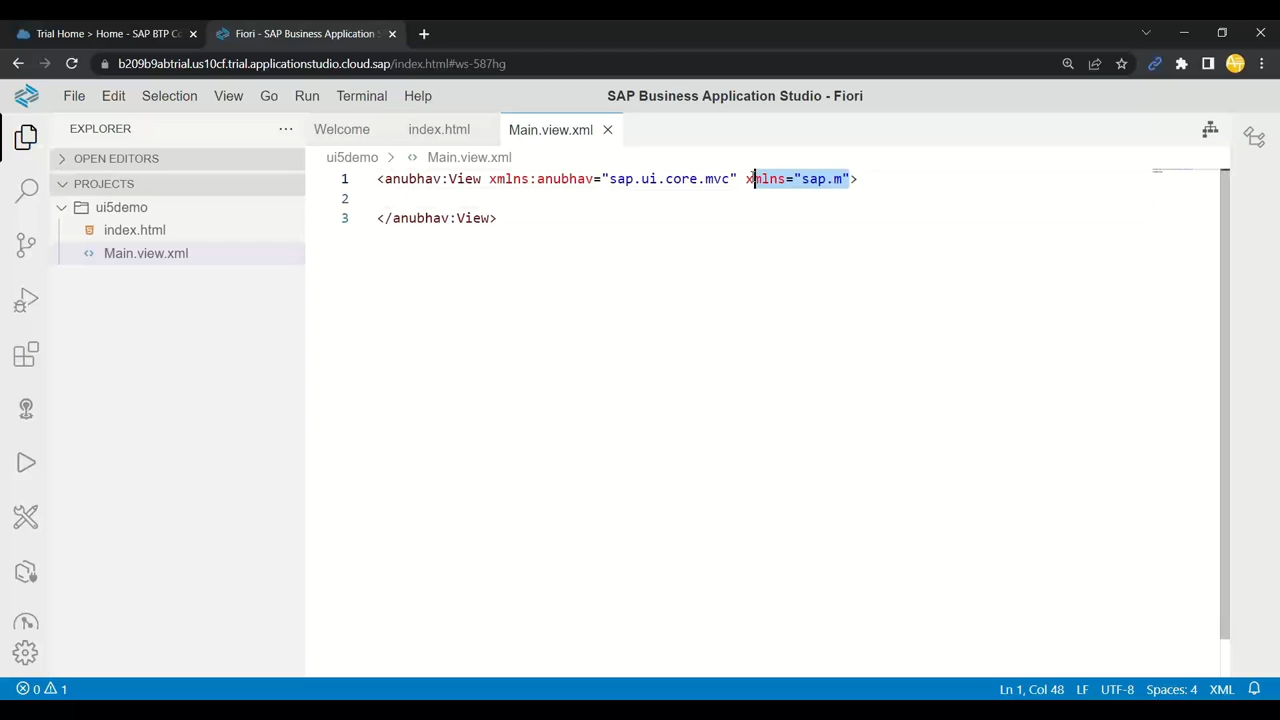 Trial Home > Home - SAP BTP Co
Fiori - SAP Business Application S
b209b9abtrial.us10cf.trial.applicationstudio.cloud.sap/index.html#ws-587hg
File Edit Selection View Go Run Terminal Help
SAP Business Application Studio - Fiori
EXPLORER
Welcome
index.html
Main.view.xml
OPEN EDITORS
ui5demo > Main.view.xml
PROJECTS
ui5demo
index.html
Main.view.xml
1 <anubhav:View xmlns:anubhav="sap.ui.core.mvc" xmlns="sap.m">
2
3 </anubhav:View>
0 1
Ln 1, Col 48 LF UTF-8 Spaces: 4 XML